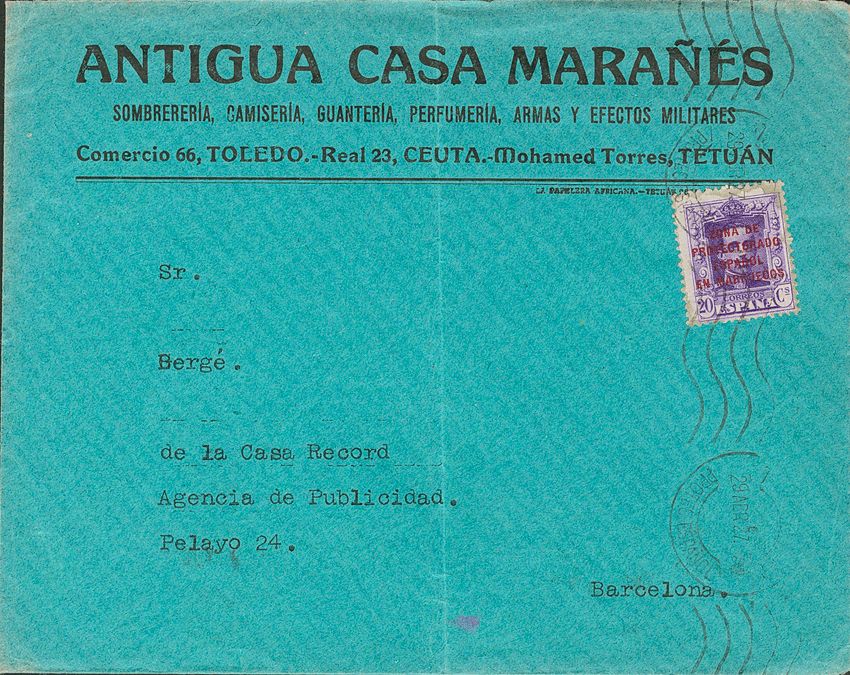 ANTIGUA CASA MARAÑÉS
SOMBRERERÍA, CAMISERÍA, GUANTERÍA, PERFUMERÍA, ARMAS Y EFECTOS MILITARES
Comercio 66, TOLEDO.-Real 23, CEUTA.-Mohamed Torres, TETUÁN
LA PAPELERA AFRICANA.-TETUÁN
ZONA DE
PROTECTORADO
ESPAÑOL
EN MARRUECOS
CORREOS
20 ESPAÑA Cs
Sr.
Bergé.
de la Casa Record
Agencia de Publicidad.
Pelayo 24.
Barcelona.